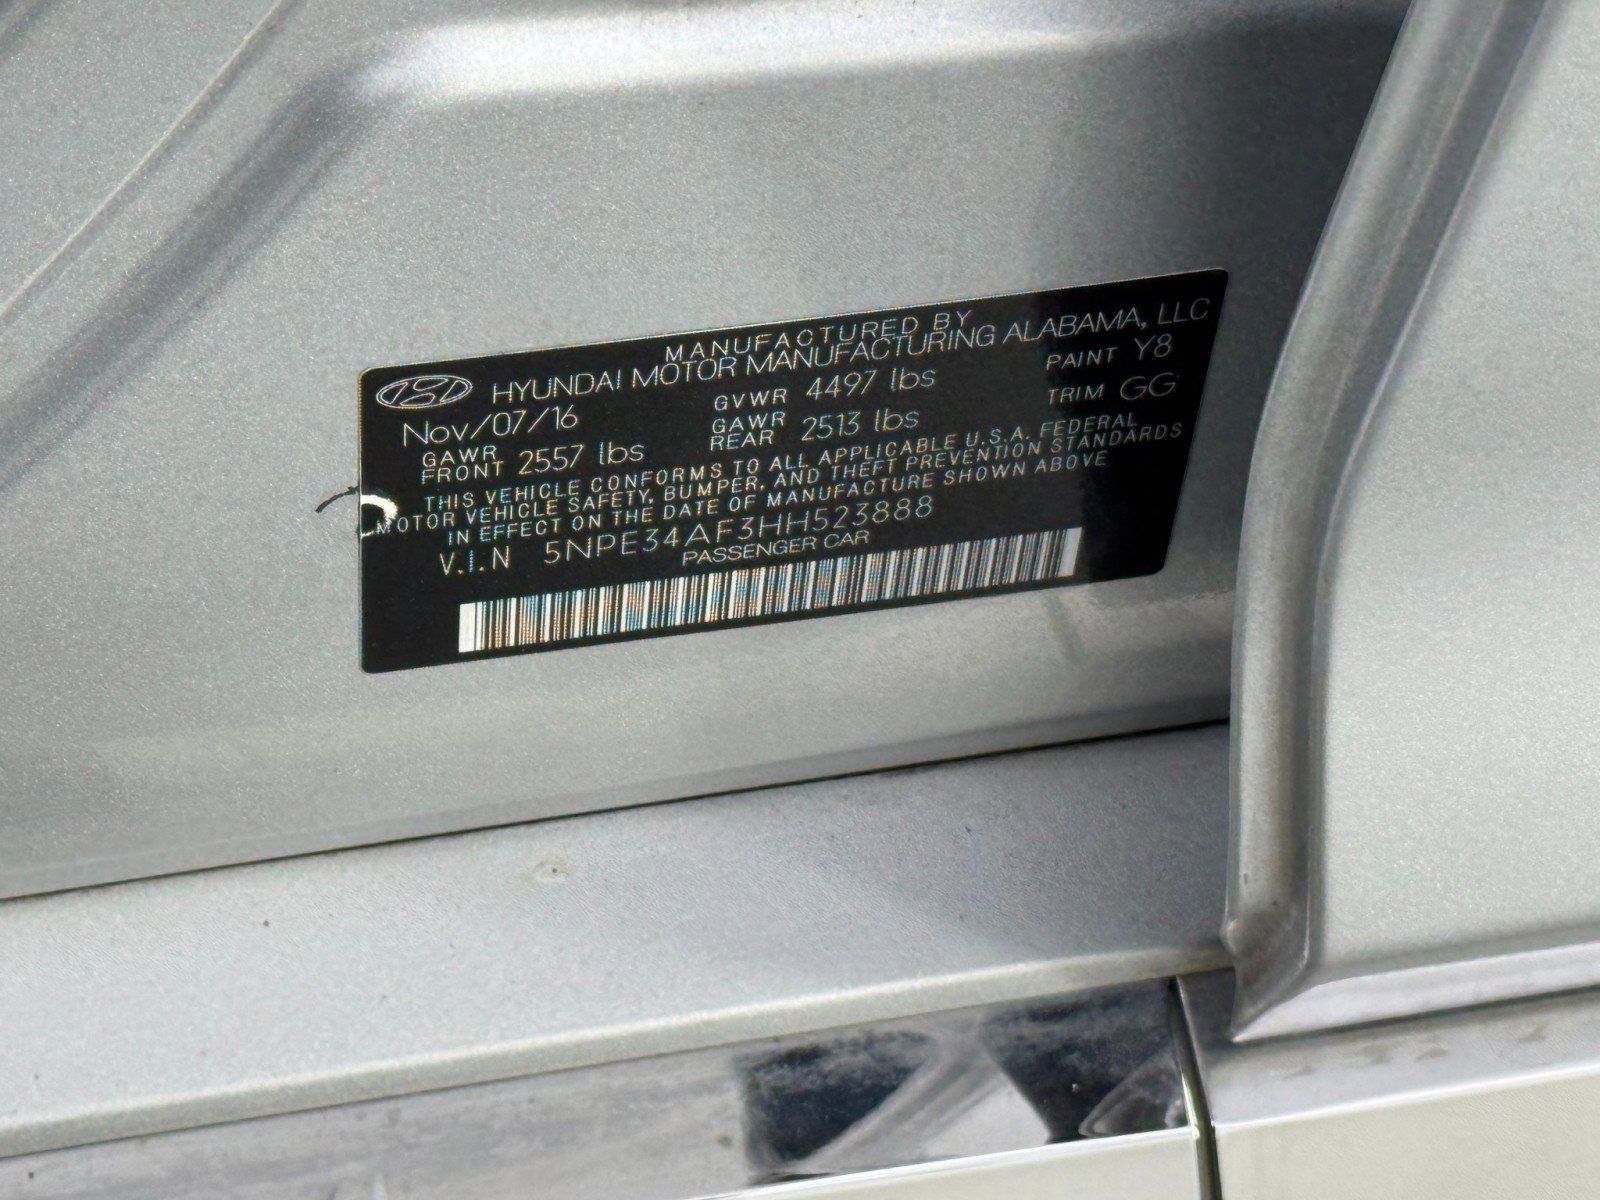 MANUFACTURED BY
HYUNDAI MOTOR MANUFACTURING ALABAMA, LLC
Nov/07/16 GVWR 4497 lbs PAINT Y8
GAWR FRONT 2557 lbs GAWR REAR 2513 lbs TRIM GG
THIS VEHICLE CONFORMS TO ALL APPLICABLE U.S.A. FEDERAL
MOTOR VEHICLE SAFETY, BUMPER, AND THEFT PREVENTION STANDARDS
IN EFFECT ON THE DATE OF MANUFACTURE SHOWN ABOVE
V.I.N 5NPE34AF3HH523888
PASSENGER CAR